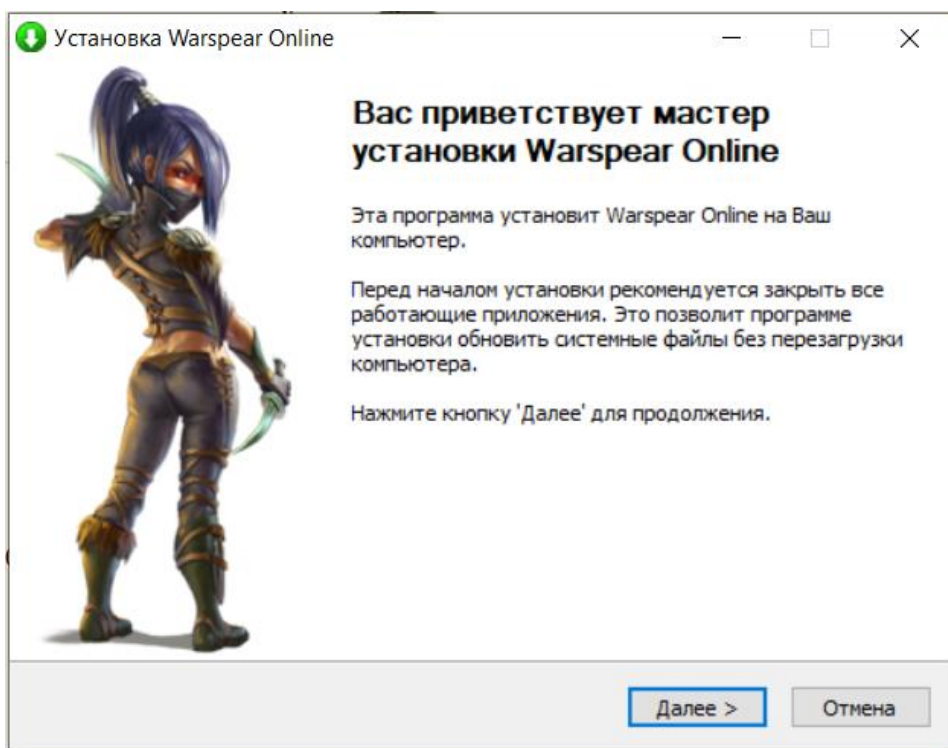 Установка Warspear Online
Вас приветствует мастер
установки Warspear Online
Эта программа установит Warspear Online на Ваш
компьютер.
Перед началом установки рекомендуется закрыть все
работающие приложения. Это позволит программе
установки обновить системные файлы без перезагрузки
компьютера.
Нажмите кнопку 'Далее' для продолжения.
Далее >
Отмена